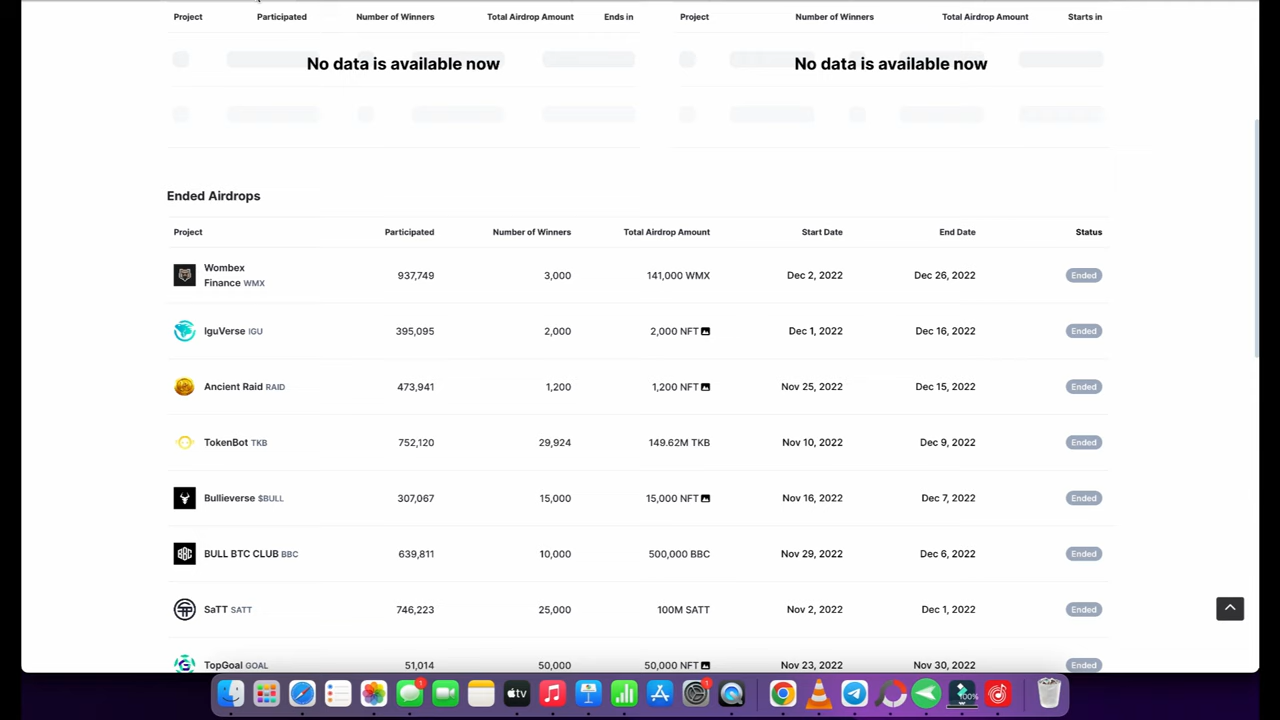 Project Participated Number of Winners Total Airdrop Amount Ends in Project Number of Winners Total Airdrop Amount Starts in
No data is available now No data is available now
Ended Airdrops
Project Participated Number of Winners Total Airdrop Amount Start Date End Date Status
Wombex
Finance WMX 937,749 3,000 141,000 WMX Dec 2, 2022 Dec 26, 2022 Ended
IguVerse IGU 395,095 2,000 2,000 NFT Dec 1, 2022 Dec 16, 2022 Ended
Ancient Raid RAID 473,941 1,200 1,200 NFT Nov 25, 2022 Dec 15, 2022 Ended
TokenBot TKB 752,120 29,924 149.62M TKB Nov 10, 2022 Dec 9, 2022 Ended
Bullieverse $BULL 307,067 15,000 15,000 NFT Nov 16, 2022 Dec 7, 2022 Ended
BBC BULL BTC CLUB BBC 639,811 10,000 500,000 BBC Nov 29, 2022 Dec 6, 2022 Ended
SaTT SATT 746,223 25,000 100M SATT Nov 2, 2022 Dec 1, 2022 Ended
TopGoal GOAL 51,014 50,000 50,000 NFT Nov 23, 2022 Nov 30, 2022 Ended
1 tv 1 100%